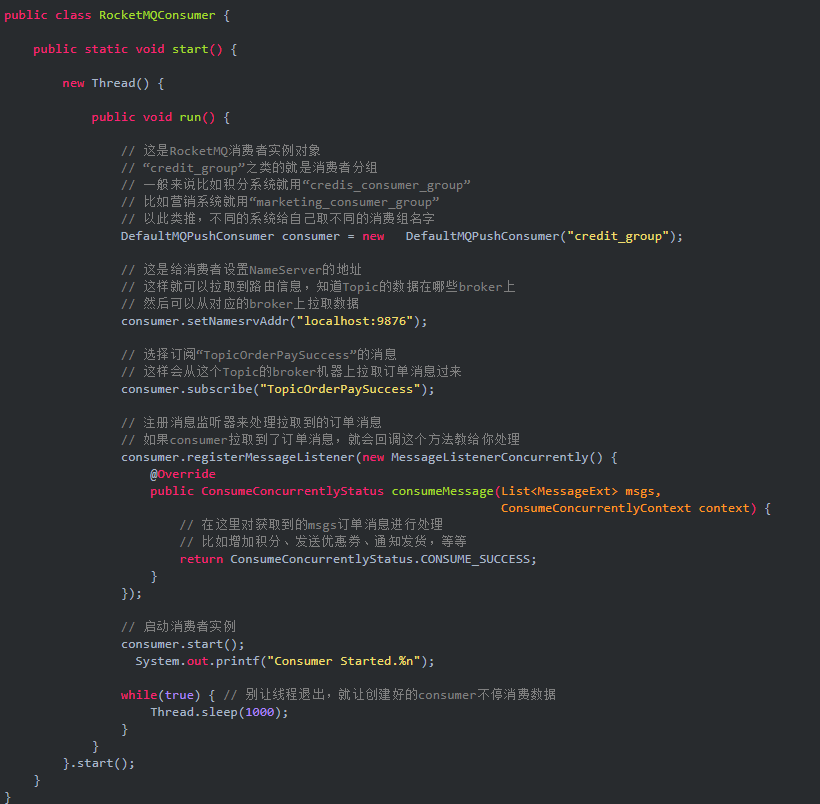 public class RocketMQConsumer {
public static void start() {
new Thread() {
public void run() {
// 这是RocketMQ消费者实例对象
// “credit_group”之类的就是消费者分组
// 一般来说比如积分系统就用“credis_consumer_group”
// 比如营销系统就用“marketing_consumer_group”
// 以此类推，不同的系统给自己取不同的消费组名字
DefaultMQPushConsumer consumer = new   DefaultMQPushConsumer("credit_group");
// 这是给消费者设置NameServer的地址
// 这样就可以拉取到路由信息，知道Topic的数据在哪些broker上
// 然后可以从对应的broker上拉取数据
consumer.setNamesrvAddr("localhost:9876");
// 选择订阅“TopicOrderPaySuccess”的消息
// 这样会从这个Topic的broker机器上拉取订单消息过来
consumer.subscribe("TopicOrderPaySuccess");
// 注册消息监听器来处理拉取到的订单消息
// 如果consumer拉取到了订单消息，就会回调这个方法教给你处理
consumer.registerMessageListener(new MessageListenerConcurrently() {
@Override
public ConsumeConcurrentlyStatus consumeMessage(List<MessageExt> msgs,
ConsumeConcurrentlyContext context) {
// 在这里对获取到的msgs订单消息进行处理
// 比如增加积分、发送优惠券、通知发货，等等
return ConsumeConcurrentlyStatus.CONSUME_SUCCESS;
}
});
// 启动消费者实例
consumer.start();
System.out.printf("Consumer Started.%n");
while(true) { // 别让线程退出，就让创建好的consumer不停消费数据
Thread.sleep(1000);
}
}
}.start();
}
}